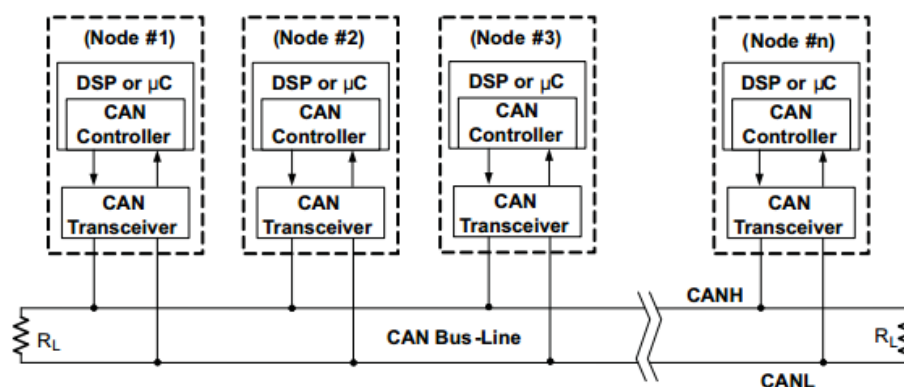 (Node #1)
DSP or µC
CAN
Controller
CAN
Transceiver
(Node #2)
DSP or µC
CAN
Controller
CAN
Transceiver
(Node #3)
DSP or µC
CAN
Controller
CAN
Transceiver
(Node #n)
DSP or µC
CAN
Controller
CAN
Transceiver
CANH
RL
CAN Bus-Line
RL
CANL